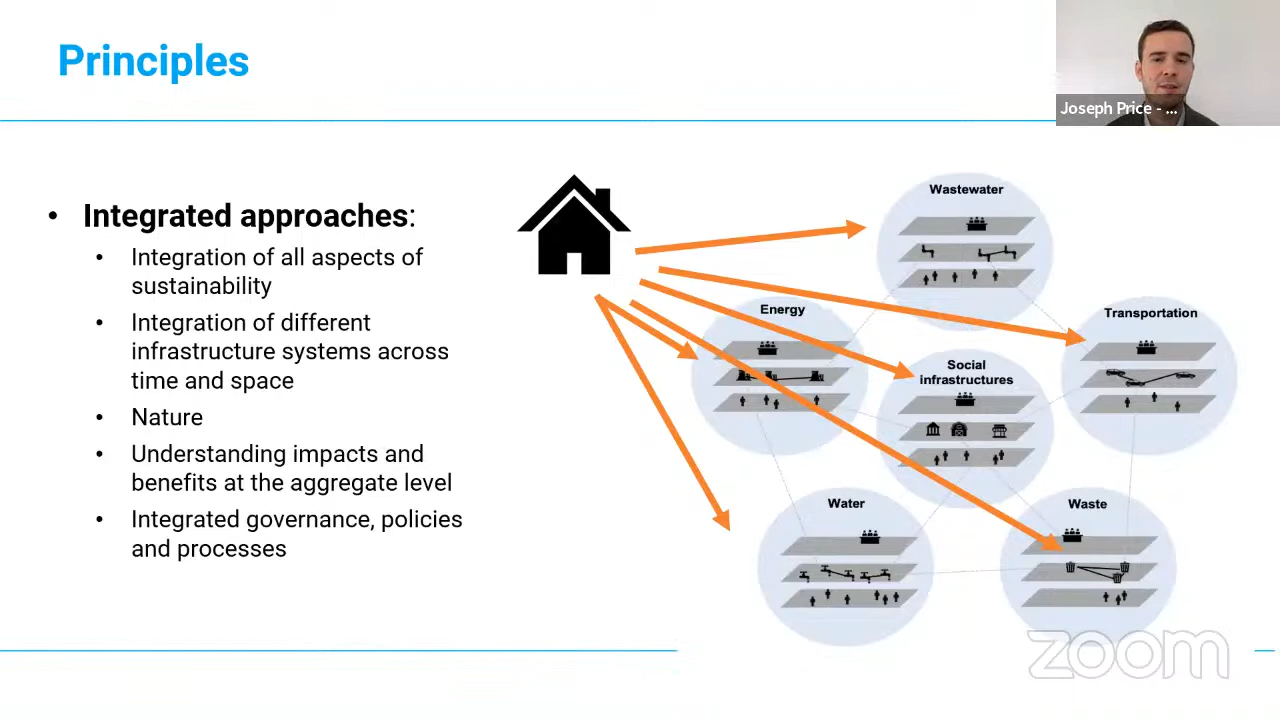 Principles
Joseph Price - ...
• Integrated approaches:
• Integration of all aspects of
sustainability
• Integration of different
infrastructure systems across
time and space
• Nature
• Understanding impacts and
benefits at the aggregate level
• Integrated governance, policies
and processes
Wastewater
Energy
Transportation
Social
infrastructures
Water
Waste
zoom